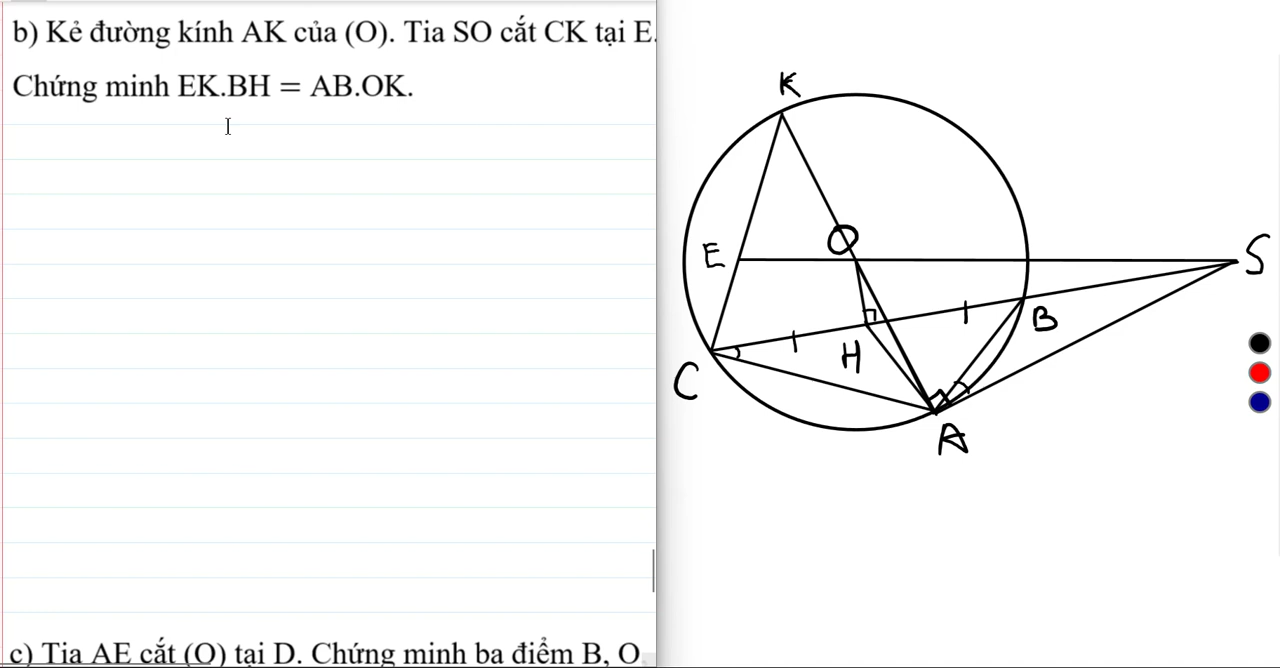 b) Kẻ đường kính AK của (O). Tia SO cắt CK tại E.
Chứng minh EK.BH = AB.OK.
K
O
E
S
B
H
C
A
c) Tia AE cắt (O) tại D. Chứng minh ba điểm B, O